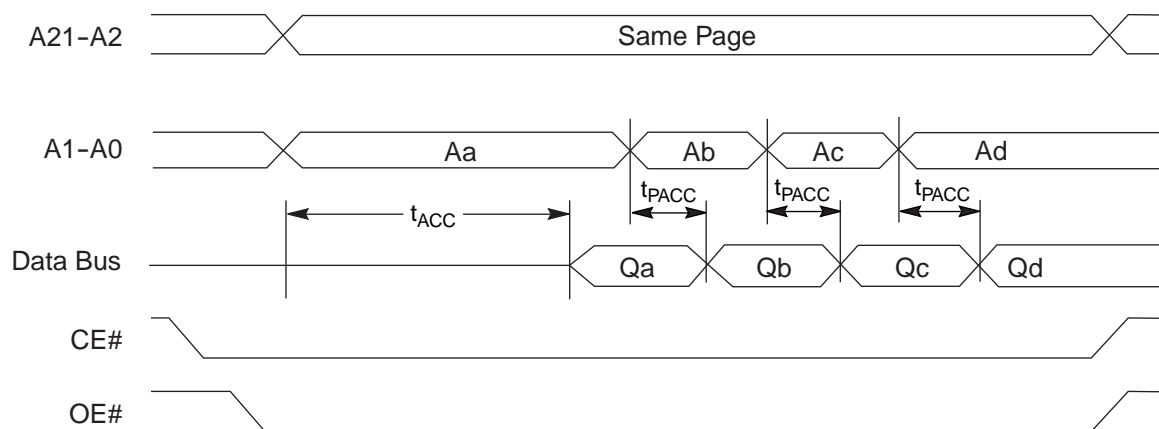 A21-A2
Same Page
A1-A0
Aa
Ab
Ac
Ad
tACC
tPACC
tPACC
tPACC
Data Bus
Qa
Qb
Qc
Qd
CE#
OE#